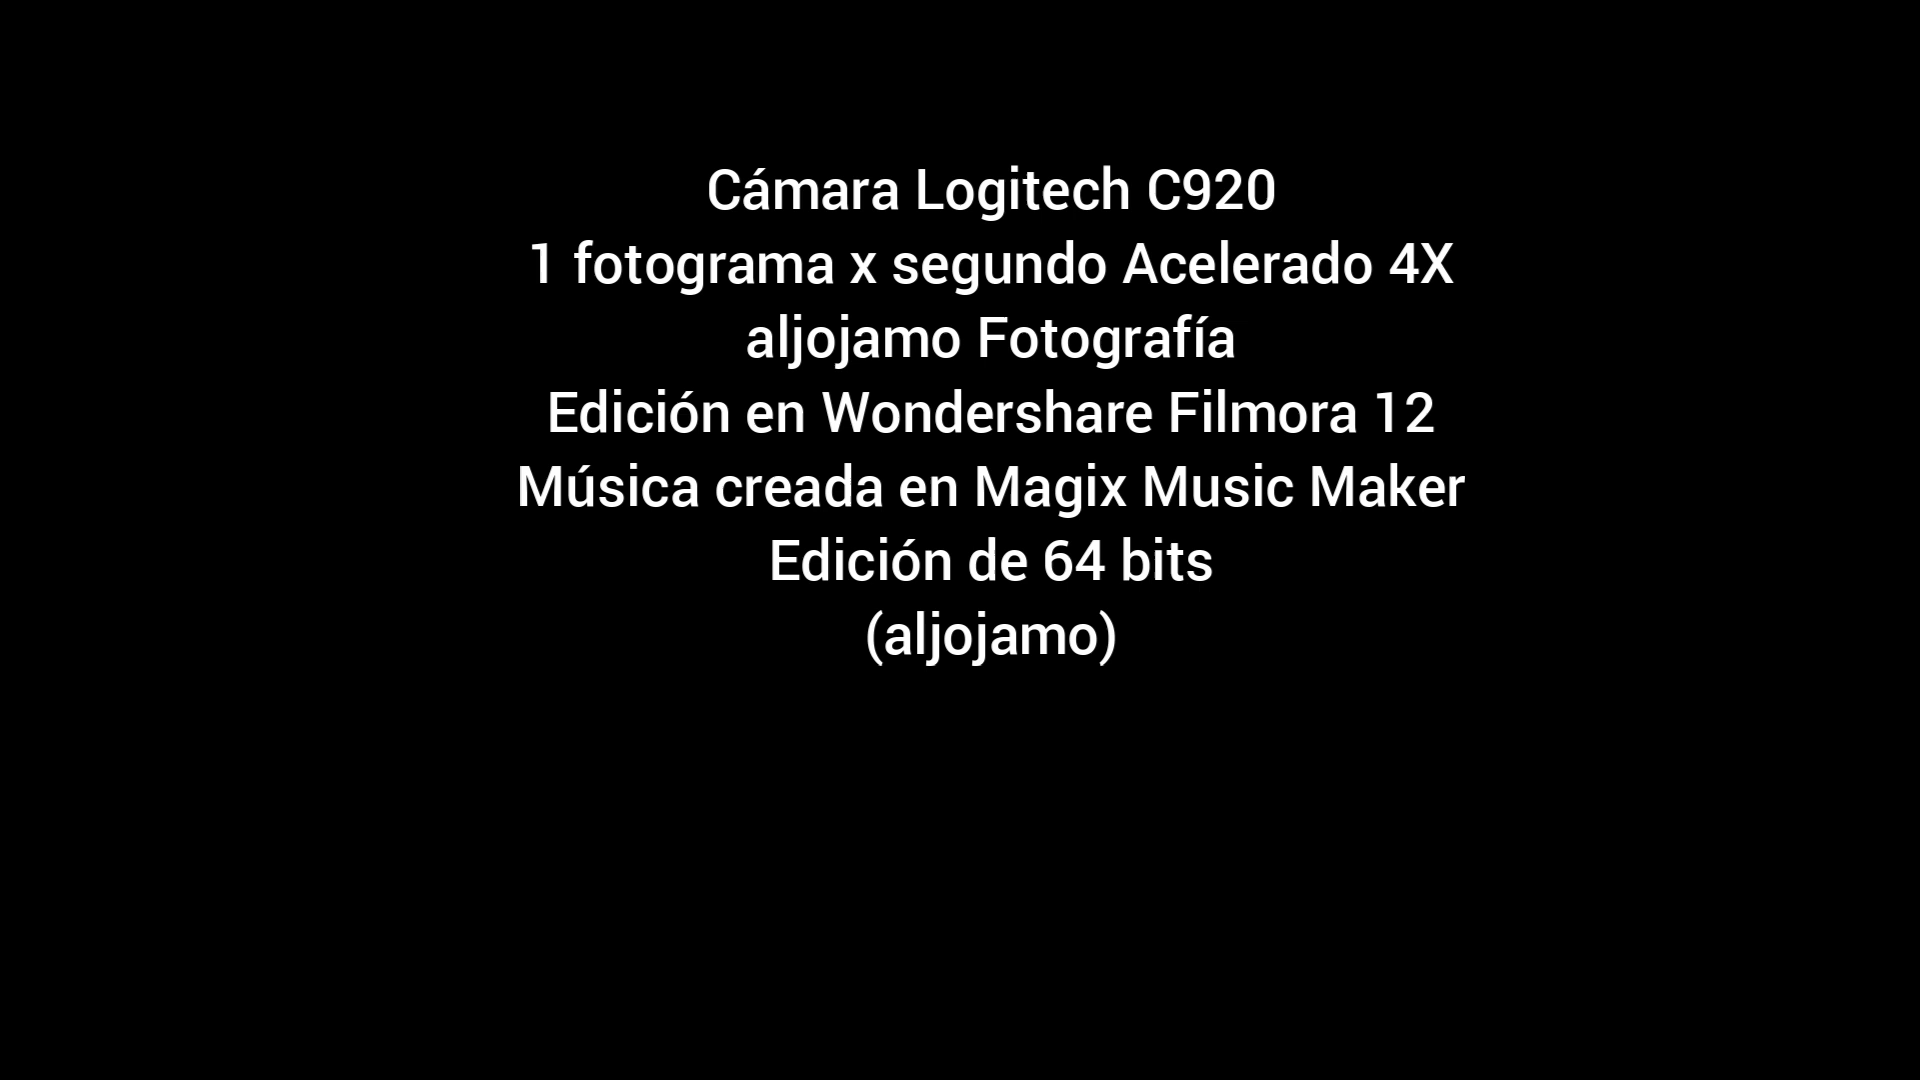 Cámara Logitech C920
1 fotograma x segundo Acelerado 4X
aljojamo Fotografía
Edición en Wondershare Filmora 12
Música creada en Magix Music Maker
Edición de 64 bits
(aljojamo)